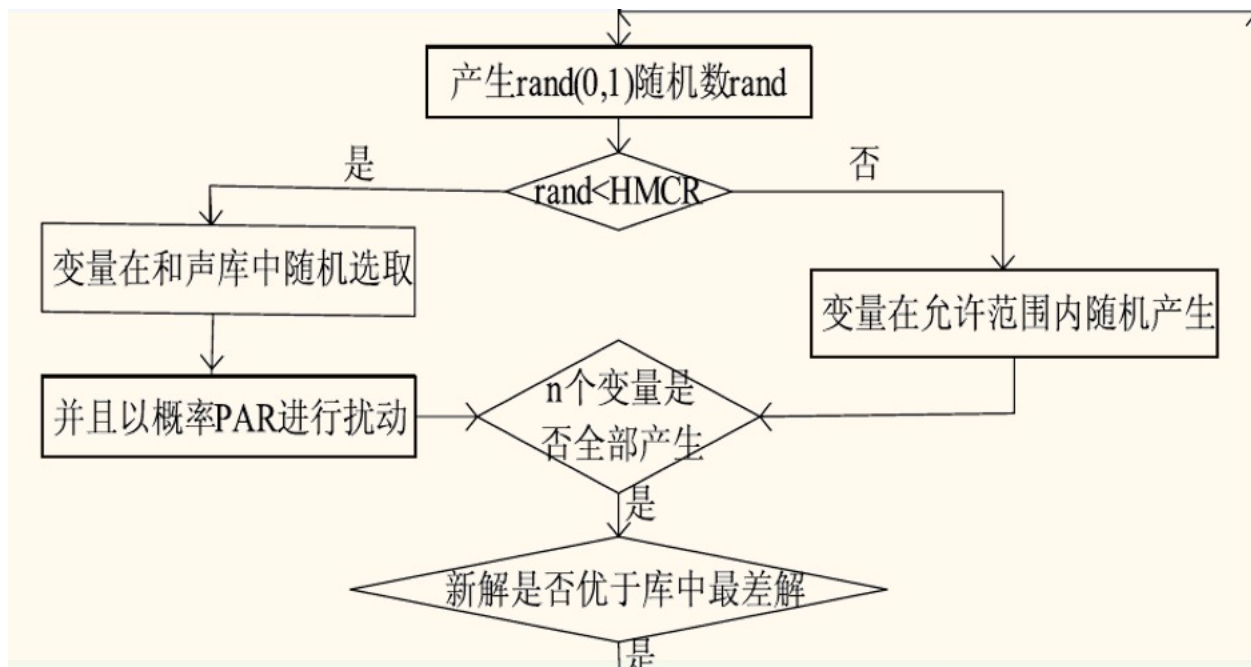 产生rand(0,1)随机数rand
是
否
rand<HMCR
变量在和声库中随机选取
变量在允许范围内随机产生
n个变量是
否全部产生
并且以概率PAR进行扰动
是
新解是否优于库中最差解
是